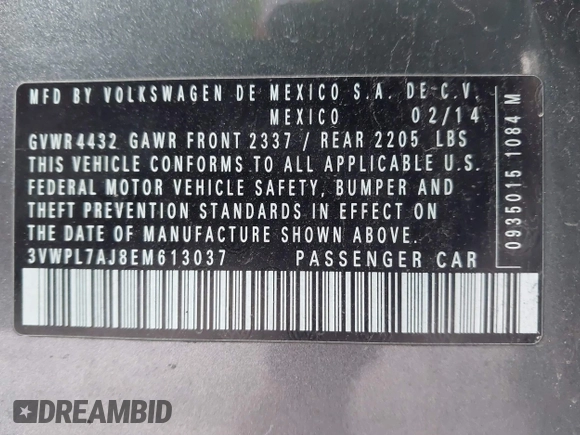 MFD BY VOLKSWAGEN DE MEXICO S.A. DE C.V.
MEXICO 02/14
GVWR 4432 GAWR FRONT 2337 / REAR 2205 LBS
THIS VEHICLE CONFORMS TO ALL APPLICABLE U.S.
FEDERAL MOTOR VEHICLE SAFETY, BUMPER AND
THEFT PREVENTION STANDARDS IN EFFECT ON
THE DATE OF MANUFACTURE SHOWN ABOVE.
3VWPL7AJ8EM613037 PASSENGER CAR
0935015 1084 M
DREAMBID